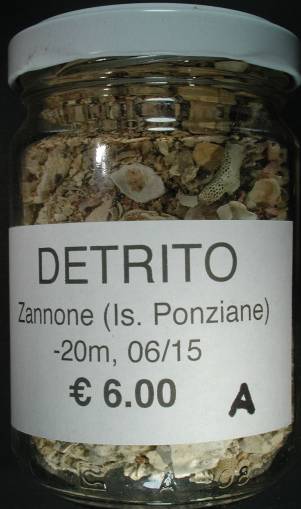 DETRITO
Zannone (Is. Ponziane)
-20m, 06/15
€ 6.00 A